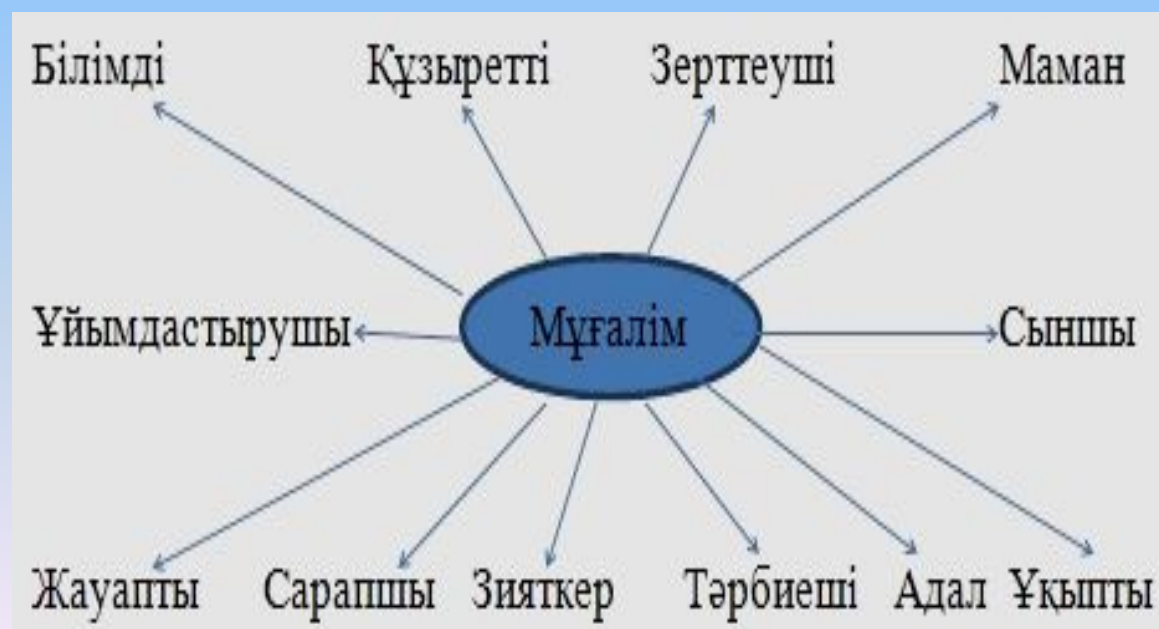 Білімді Құзыретті Зерттеуші Маман
Ұйымдастырушы Мұғалім Сыншы
Жауапты Сарапшы Зияткер Тәрбиеші Адал Ұқыпты